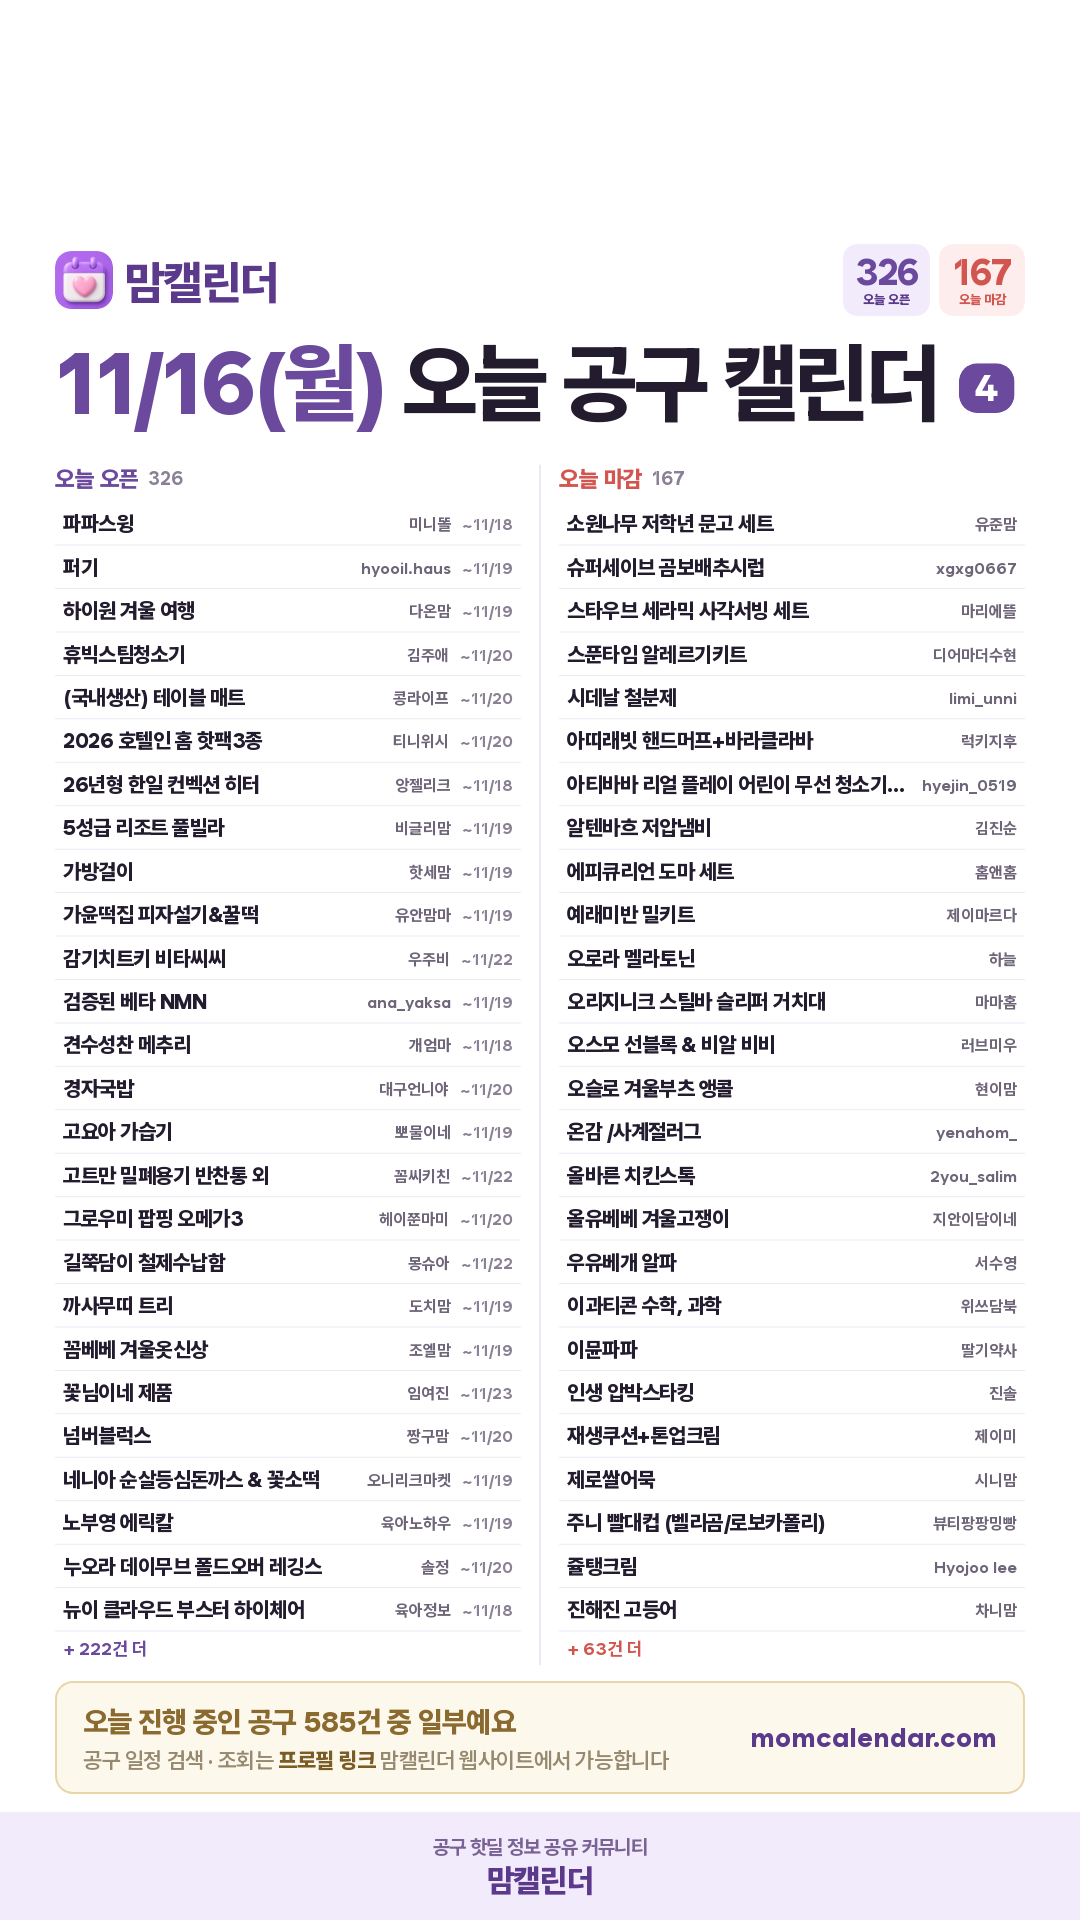 맘캘린더
326
오늘 오픈
167
오늘 마감
11/16(월) 오늘 공구 캘린더 4
오늘 오픈 326
파파스윙 미니똘 ~11/18
퍼기 hyooil.haus ~11/19
하이원 겨울 여행 다온맘 ~11/19
휴빅스팀청소기 김주애 ~11/20
(국내생산) 테이블 매트 콩라이프 ~11/20
2026 호텔인 홈 핫팩3종 티니위시 ~11/20
26년형 한일 컨벡션 히터 앙젤리크 ~11/18
5성급 리조트 풀빌라 비글리맘 ~11/19
가방걸이 핫세맘 ~11/19
가윤떡집 피자설기&꿀떡 유안맘마 ~11/19
감기치트키 비타씨씨 우주비 ~11/22
검증된 베타 NMN ana_yaksa ~11/19
견수성찬 메추리 개엄마 ~11/18
경자국밥 대구언니야 ~11/20
고요아 가습기 뽀물이네 ~11/19
고트만 밀폐용기 반찬통 외 꼼씨키친 ~11/22
그로우미 팝핑 오메가3 헤이쭌마미 ~11/20
길쭉담이 철제수납함 몽슈아 ~11/22
까사무띠 트리 도치맘 ~11/19
꼼베베 겨울옷신상 조엘맘 ~11/19
꽃님이네 제품 임여진 ~11/23
넘버블럭스 짱구맘 ~11/20
네니아 순살등심돈까스 & 꽃소떡 오니리크마켓 ~11/19
노부영 에릭칼 육아노하우 ~11/19
누오라 데이무브 폴드오버 레깅스 솔정 ~11/20
뉴이 클라우드 부스터 하이체어 육아정보 ~11/18
+ 222건 더
오늘 마감 167
소원나무 저학년 문고 세트 유준맘
슈퍼세이브 곰보배추시럽 xgxg0667
스타우브 세라믹 사각서빙 세트 마리에뜰
스푼타임 알레르기키트 디어마더수현
시데날 철분제 limi_unni
아띠래빗 핸드머프+바라클라바 럭키지후
아티바바 리얼 플레이 어린이 무선 청소기... hyejin_0519
알텐바흐 저압냄비 김진순
에피큐리언 도마 세트 홈앤홈
예래미반 밀키트 제이마르다
오로라 멜라토닌 하늘
오리지니크 스틸바 슬리퍼 거치대 마마홈
오스모 선블록 & 비알 비비 러브미우
오슬로 겨울부츠 앵콜 현이맘
온감 /사계절러그 yenahom_
올바른 치킨스톡 2you_salim
올유베베 겨울고쟁이 지안이담이네
우유베개 알파 서수영
이과티콘 수학, 과학 위쓰담북
이뮨파파 딸기약사
인생 압박스타킹 진솔
재생쿠션+톤업크림 제이미
제로쌀어묵 시니맘
주니 빨대컵 (벨리곰/로보카폴리) 뷰티팡팡밍빵
쥴탱크림 Hyojoo lee
진해진 고등어 차니맘
+ 63건 더
오늘 진행 중인 공구 585건 중 일부예요
공구 일정 검색 · 조회는 프로필 링크 맘캘린더 웹사이트에서 가능합니다
momcalendar.com
공구 핫딜 정보 공유 커뮤니티
맘캘린더